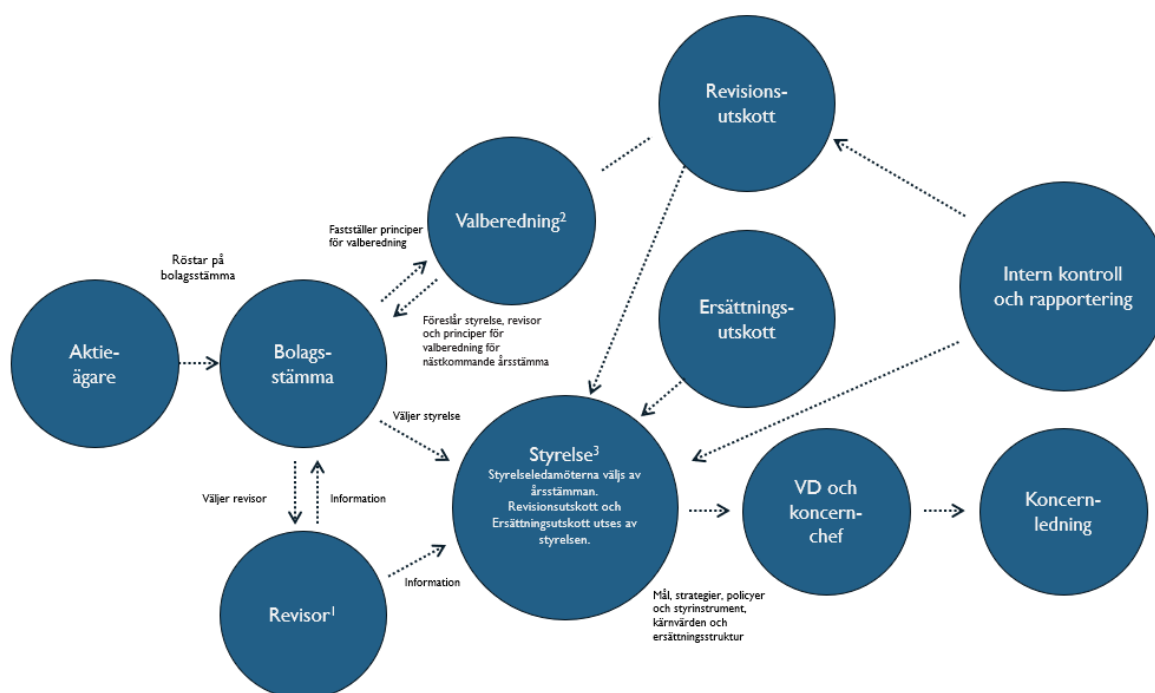 Revisions-
utskott
Valberedning²
Fastställer principer
för valberedning
Röstar på
bolagsstämma
Intern kontroll
och rapportering
Ersättnings-
utskott
Föreslår styrelse, revisor
och principer för
valberedning för
nästkommande årsstämma
Aktie-
ägare
Bolags-
stämma
Väljer styrelse
Styrelse³
Styrelseledamöterna väljs av
årsstämman.
Revisionsutskott och
Ersättningsutskott utses av
styrelsen.
VD och
koncern-
chef
Koncern-
ledning
Väljer revisor
Information
Information
Revisor¹
Mål, strategier, policyer
och styrinstrument,
kärnvärden och
ersättningsstruktur